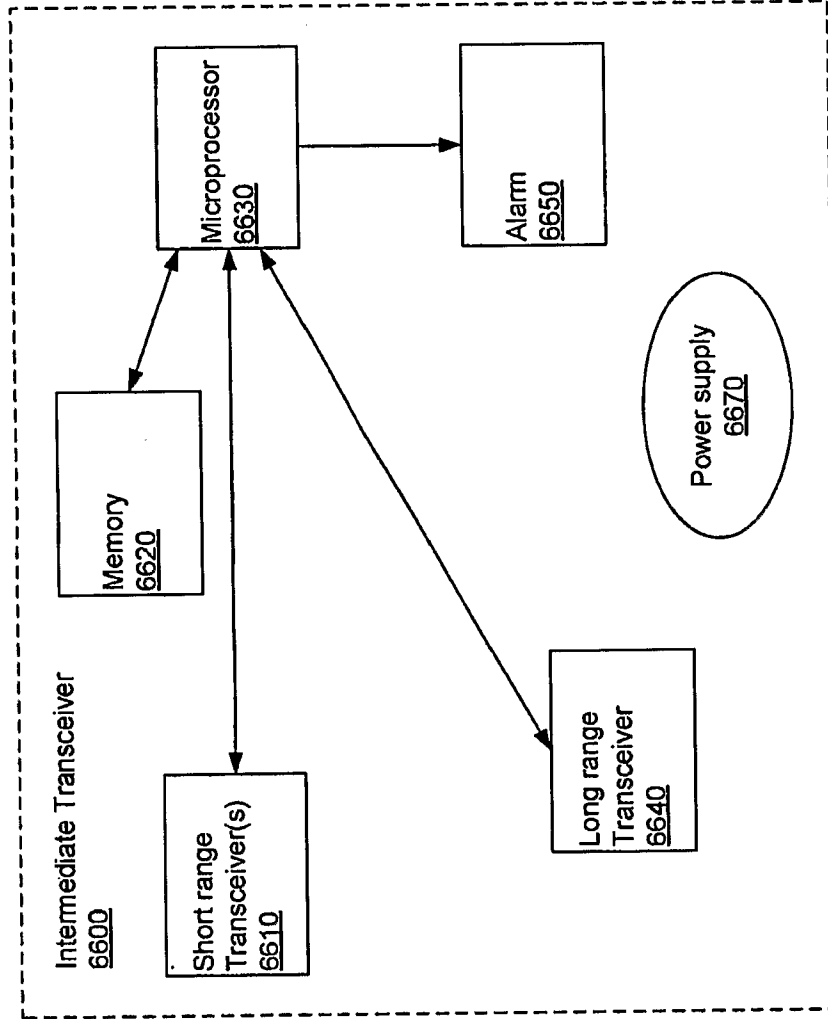 Intermediate Transceiver
6600
Short range
Transceiver(s)
6610
Memory
6620
Microprocessor
6630
Long range
Transceiver
6640
Alarm
6650
Power supply
6670